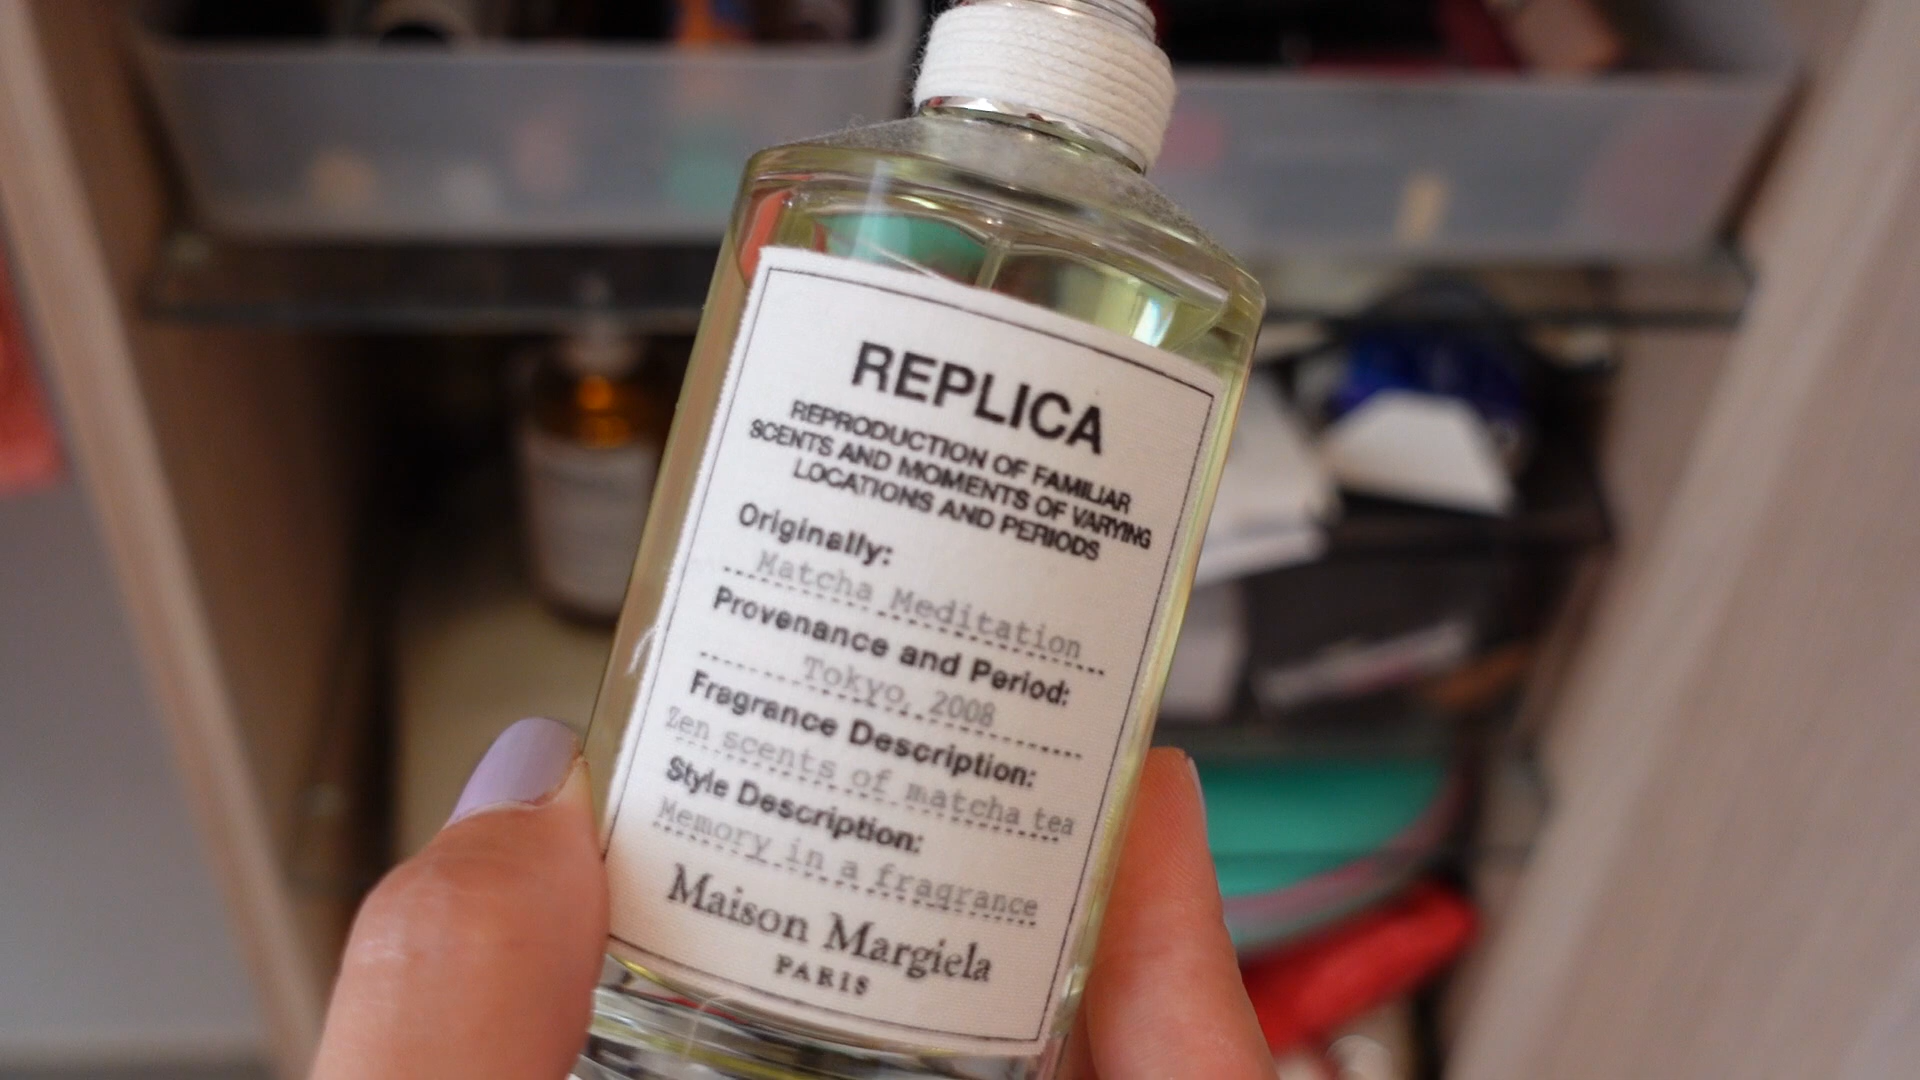 REPLICA
REPRODUCTION OF FAMILIAR
SCENTS AND MOMENTS OF VARYING
LOCATIONS AND PERIODS
Originally:
Matcha Meditation
Provenance and Period:
Tokyo, 2008
Fragrance Description:
Zen scents of matcha tea
Style Description:
Memory in a fragrance
Maison Margiela
PARIS